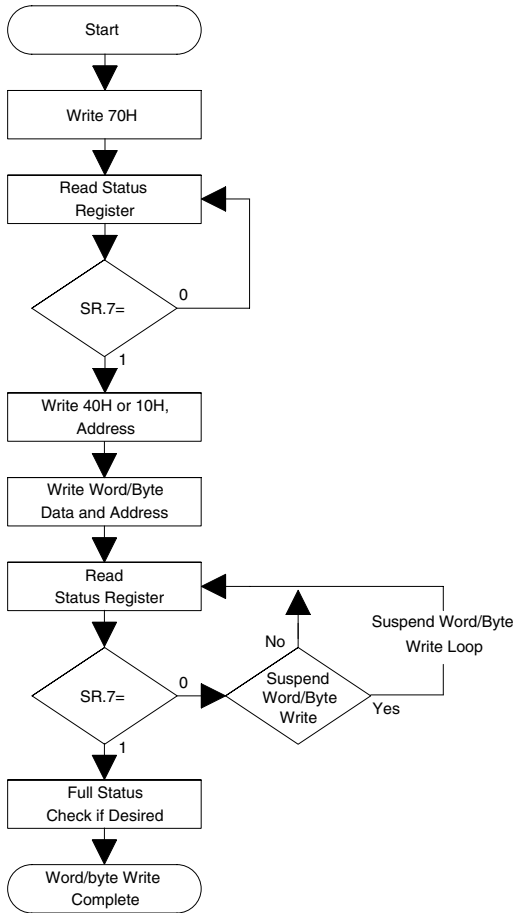 Start
Write 70H
Read Status
Register
SR.7=
0
1
Write 40H or 10H,
Address
Write Word/Byte
Data and Address
Read
Status Register
Suspend Word/Byte
Write Loop
No
SR.7=
0
Suspend
Word/Byte
Write
Yes
1
Full Status
Check if Desired
Word/byte Write
Complete